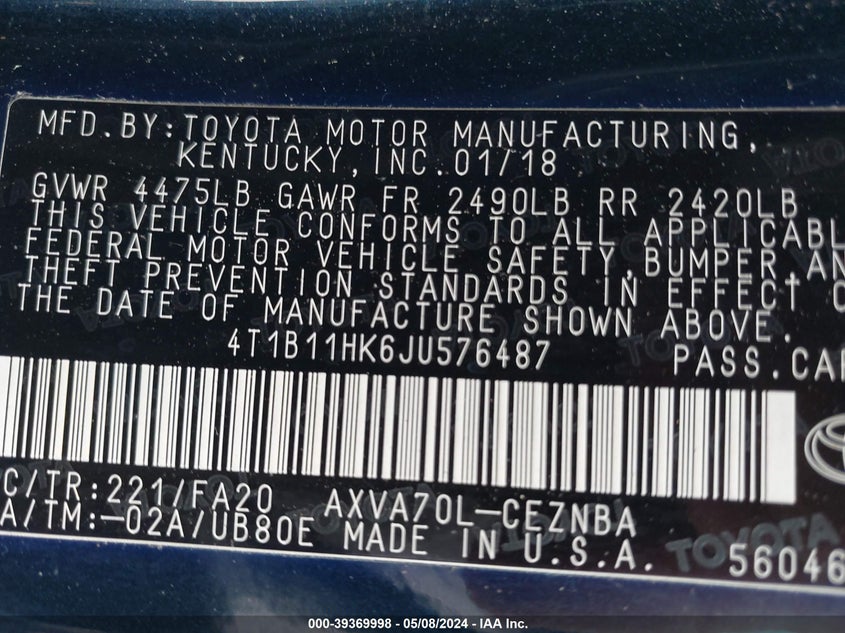 MFD.BY:TOYOTA MOTOR MANUFACTURING,
KENTUCKY,INC.01/18
GVWR 4475LB GAWR FR 2490LB RR 2420LB
THIS VEHICLE CONFORMS TO ALL APPLICABL
FEDERAL MOTOR VEHICLE SAFETY,BUMPER,AN
THEFT PREVENTION STANDARDS IN EFFECT O
THE DATE OF MANUFACTURE SHOWN ABOVE.
4T1B11HK6JU576487 PASS.CAR
C/TR:221/FA20 AXVA70L-CEZNBA
A/TM:-02A/UB80E MADE IN U.S.A. 56046
TOYOTA
000-39369998 - 05/08/2024 - IAA Inc.